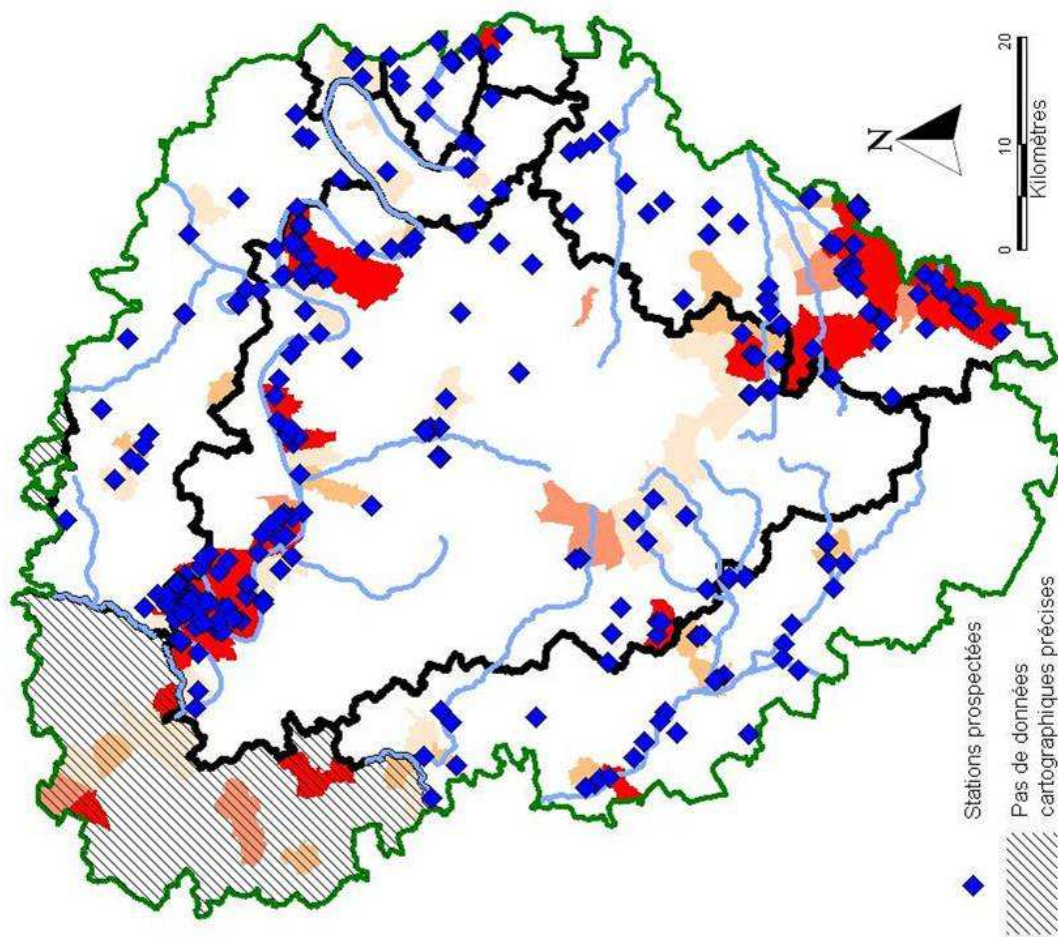 N
0 10 20
Kilomètres
Stations prospectées
Pas de données
cartographiques précises